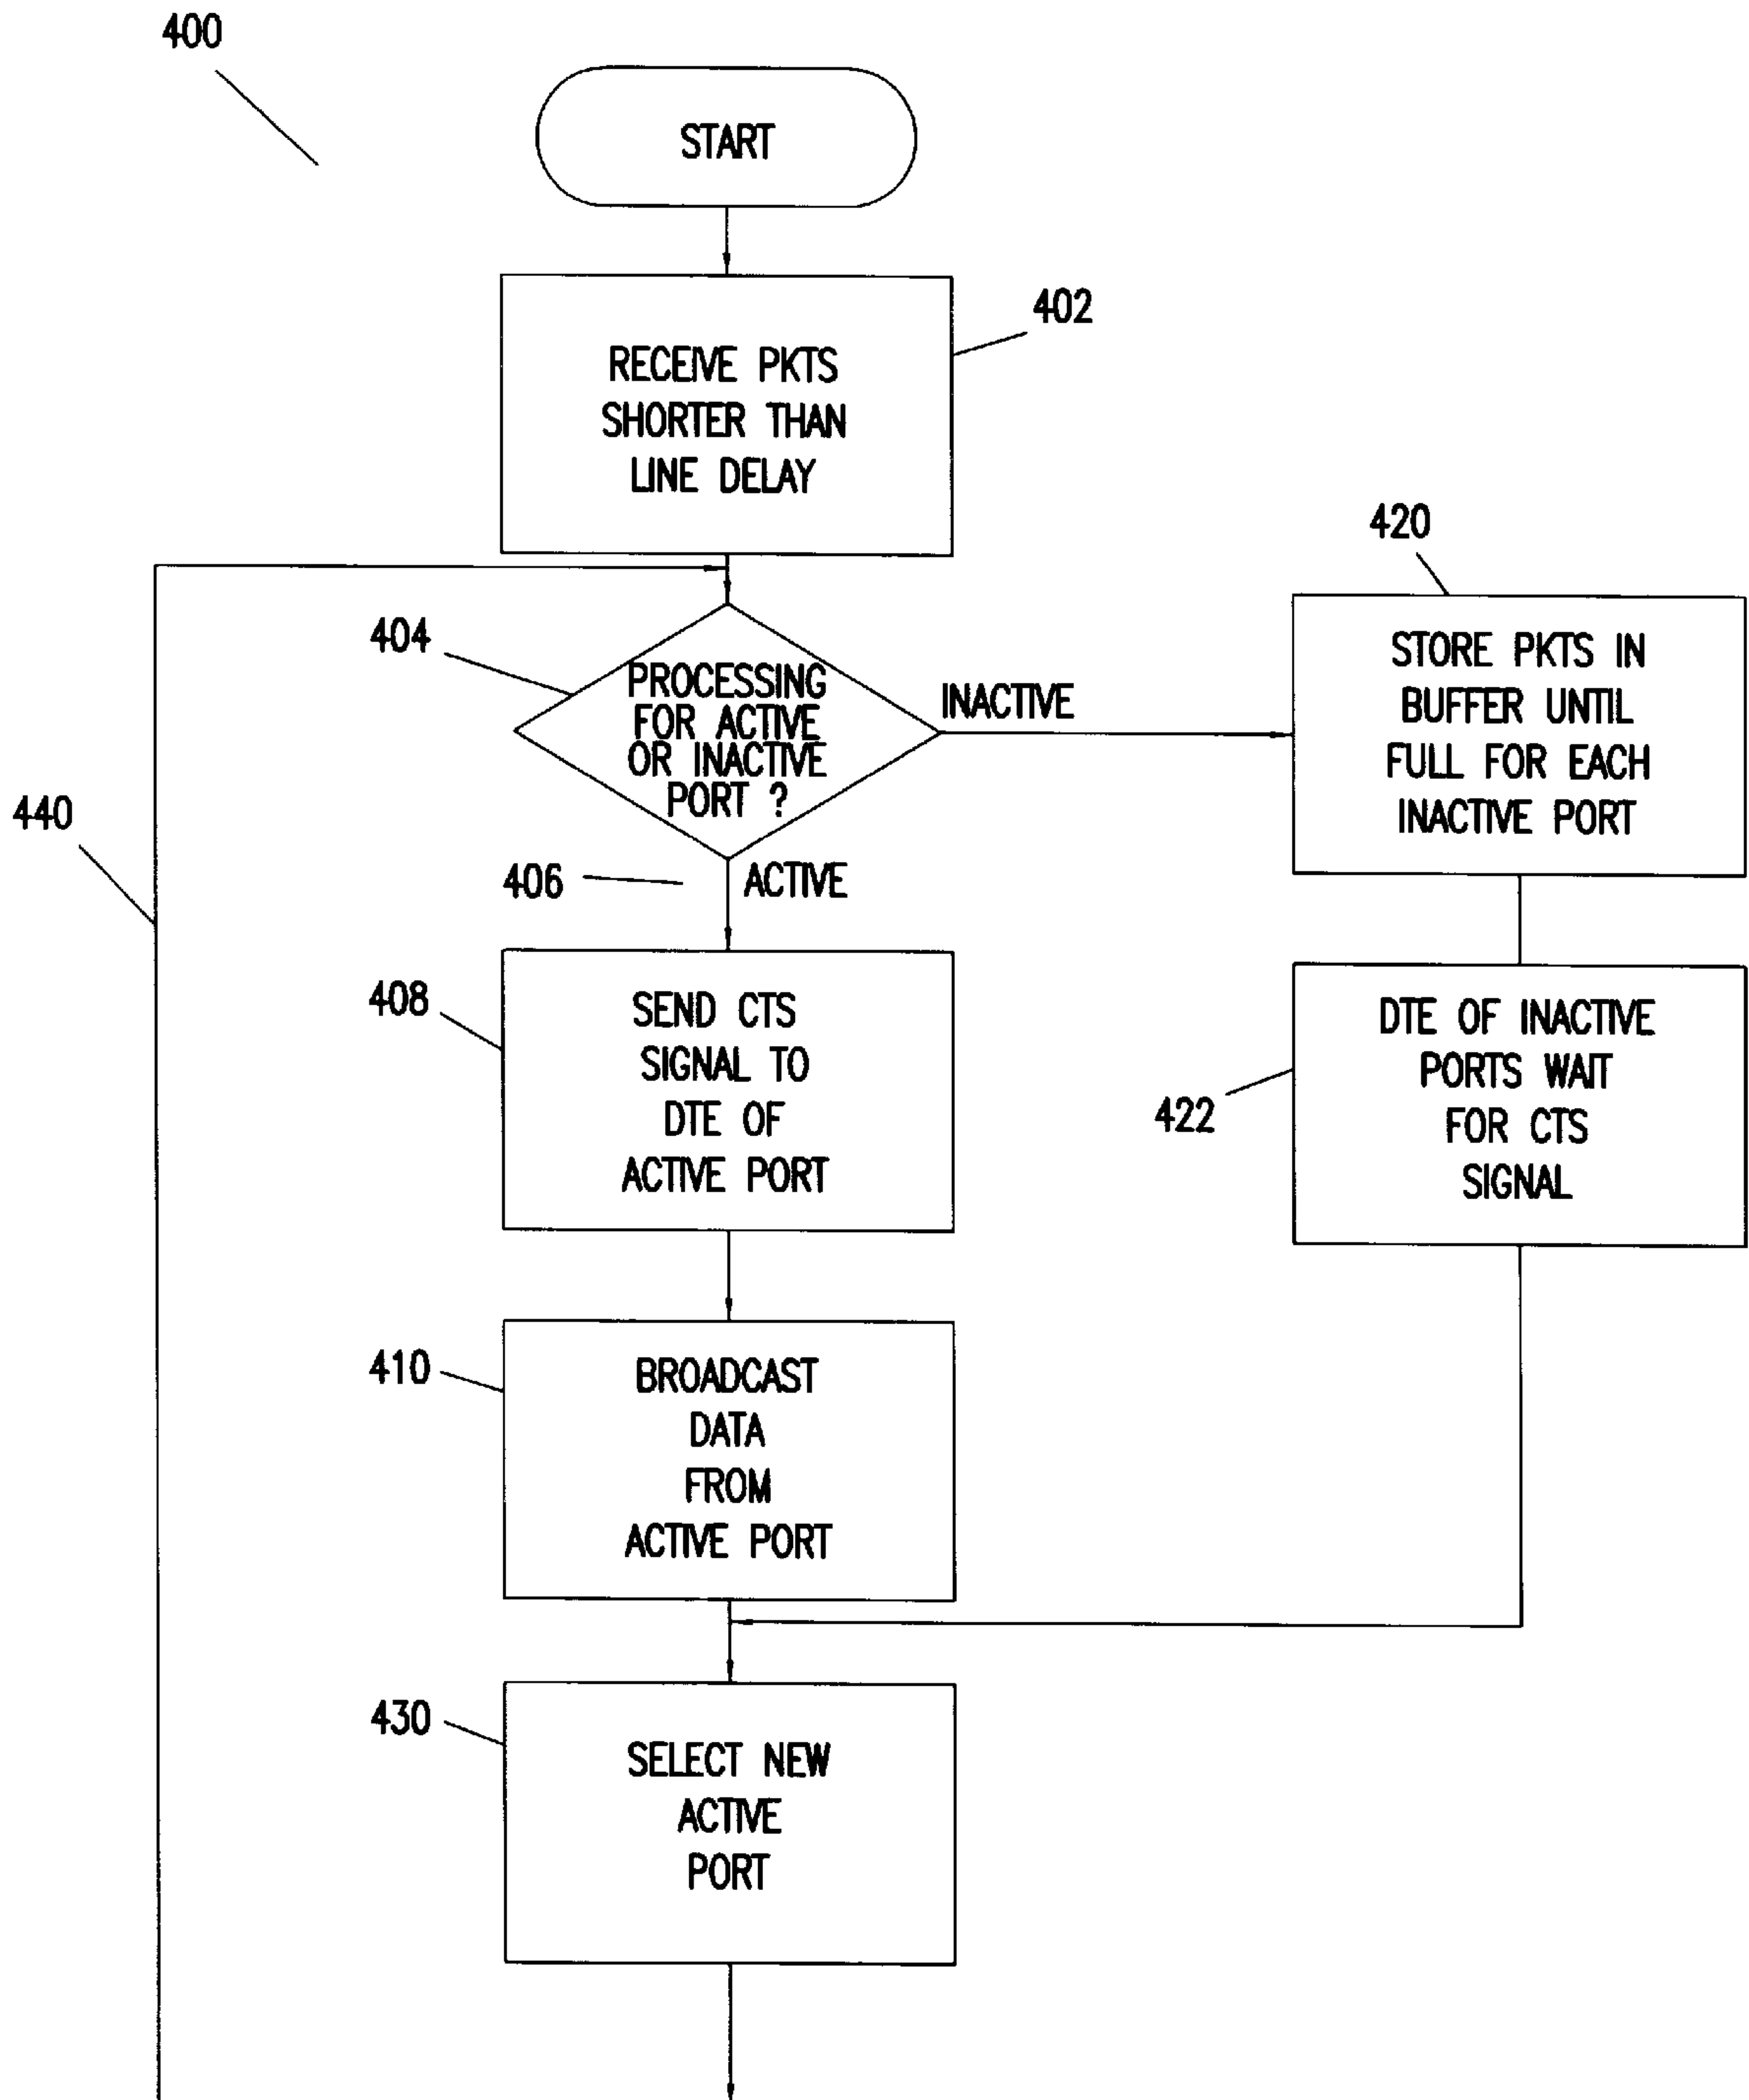 400
START
402
RECEIVE PKTS
SHORTER THAN
LINE DELAY
404
PROCESSING
FOR ACTIVE
OR INACTIVE
PORT ?
INACTIVE
420
STORE PKTS IN
BUFFER UNTIL
FULL FOR EACH
INACTIVE PORT
440
406
ACTIVE
408
SEND CTS
SIGNAL TO
DTE OF
ACTIVE PORT
422
DTE OF INACTIVE
PORTS WAIT
FOR CTS
SIGNAL
410
BROADCAST
DATA
FROM
ACTIVE PORT
430
SELECT NEW
ACTIVE
PORT